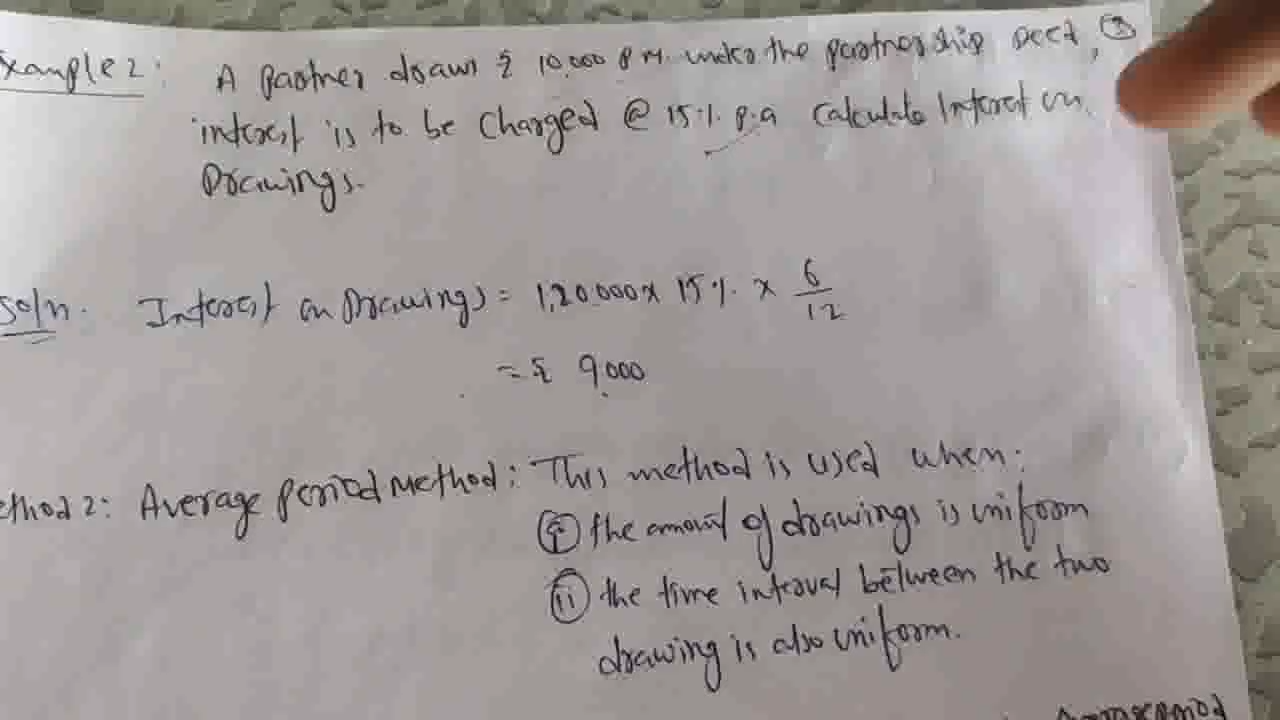 Example 2:
A Partner draws ₹ 10,000 P.M. under the partnership deed, ③
interest is to be charged @ 15% p.a Calculate Interest on
Drawings.
Soln. Interest on Drawings = 1,20,000 x 15% x 6/12
= ₹ 9,000
ethod 2: Average period Method: This method is used when:
(i) the amount of drawings is uniform
(ii) the time interval between the two
drawing is also uniform.